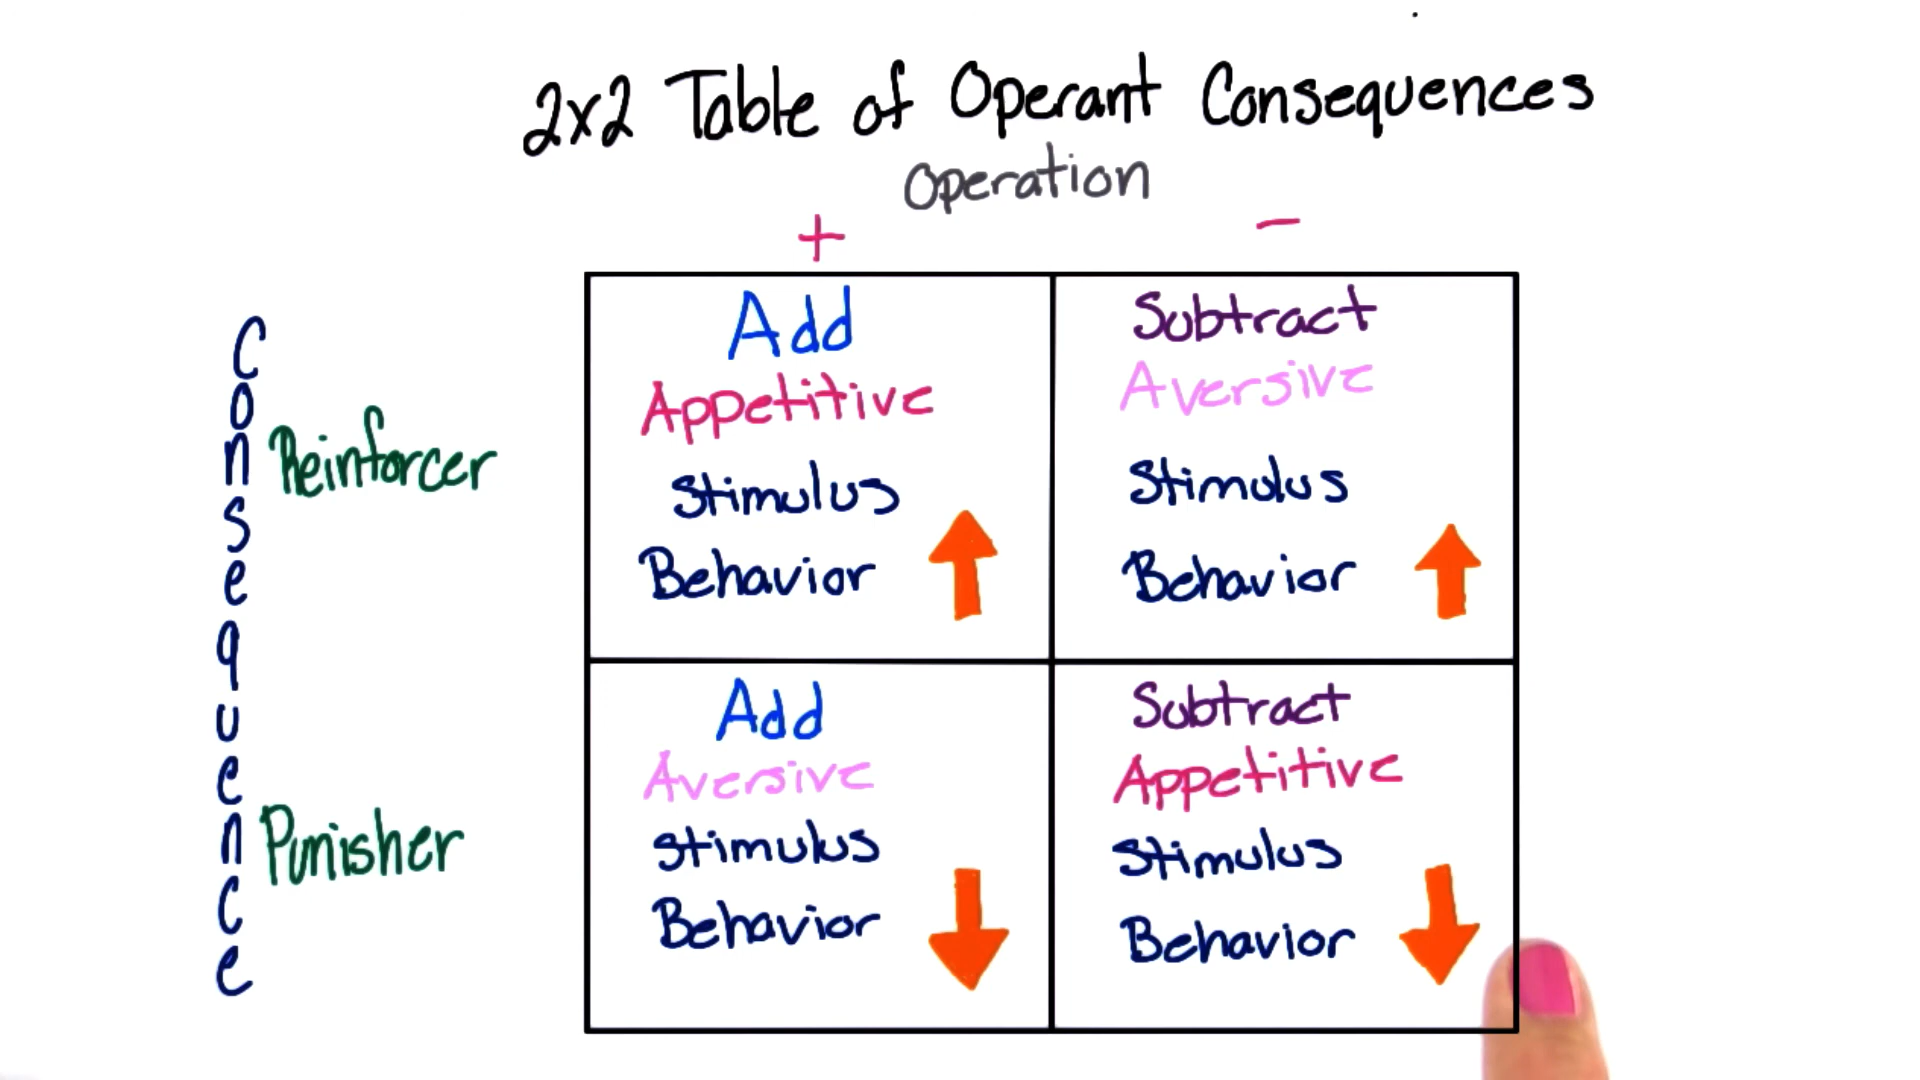 2x2 Table of Operant Consequences
Operation
+ -
Consequence
Reinforcer
Add
Appetitive
Stimulus
Behavior
Subtract
Aversive
Stimulus
Behavior
Punisher
Add
Aversive
Stimulus
Behavior
Subtract
Appetitive
Stimulus
Behavior